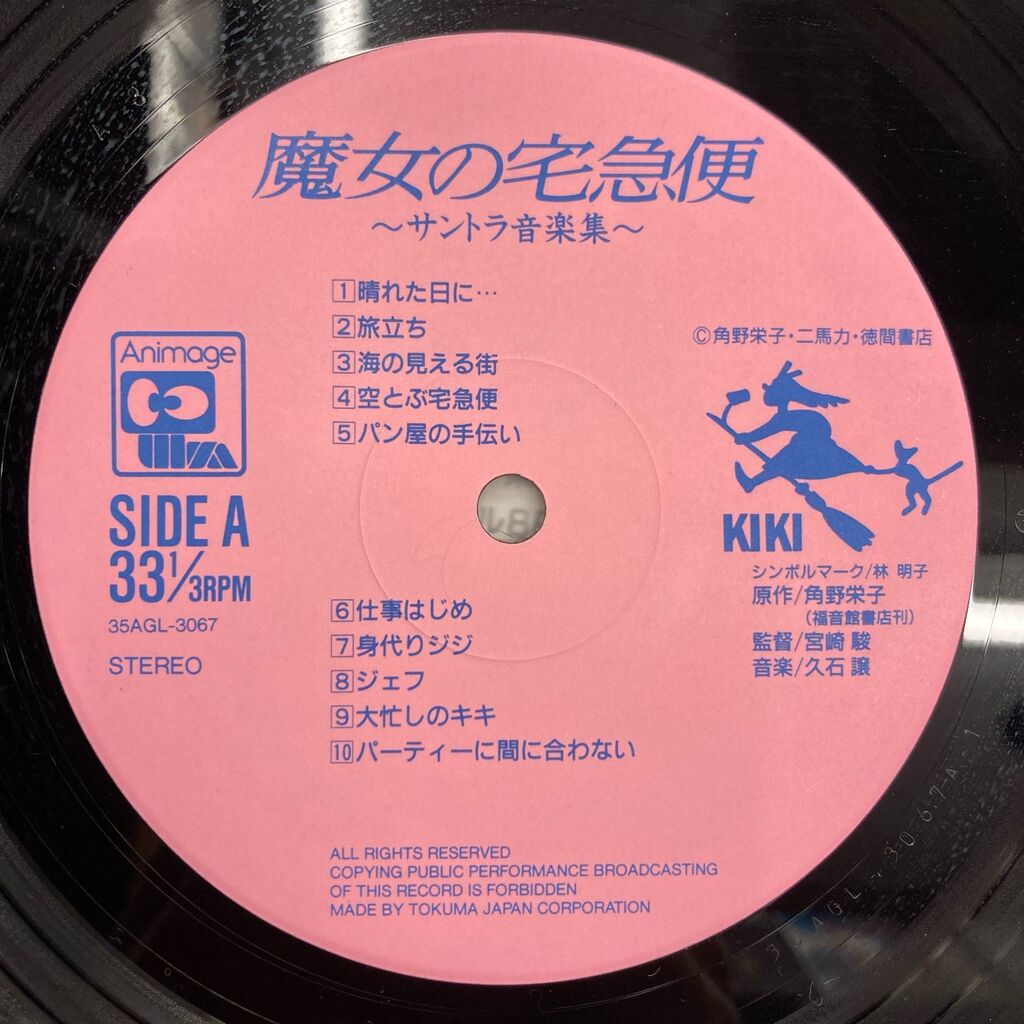 魔女の宅急便
〜サントラ音楽集〜
1 晴れた日に…
2 旅立ち
3 海の見える街
4 空とぶ宅急便
5 パン屋の手伝い
©角野栄子・二馬力・徳間書店
Animage
SIDE A
33 1/3RPM
35AGL-3067
STEREO
KIKI
シンボルマーク/林 明子
原作/角野栄子
（福音館書店刊）
監督/宮崎 駿
音楽/久石 譲
6 仕事はじめ
7 身代りジジ
8 ジェフ
9 大忙しのキキ
10 パーティーに間に合わない
ALL RIGHTS RESERVED
COPYING PUBLIC PERFORMANCE BROADCASTING
OF THIS RECORD IS FORBIDDEN
MADE BY TOKUMA JAPAN CORPORATION